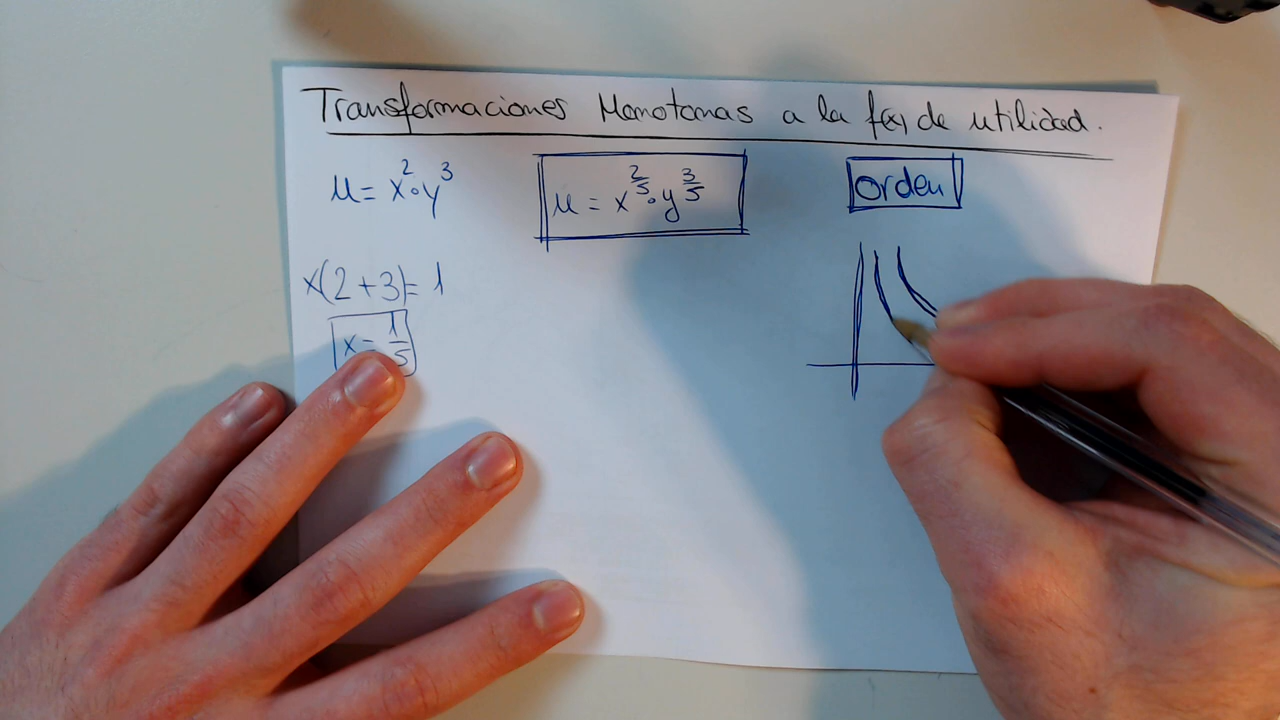 Transformaciones Monotonas a la f(x) de utilidad.
u = x²·y³
u = x^(2/5)·y^(3/5)
orden
x(2+3) = 1
x = 1/5